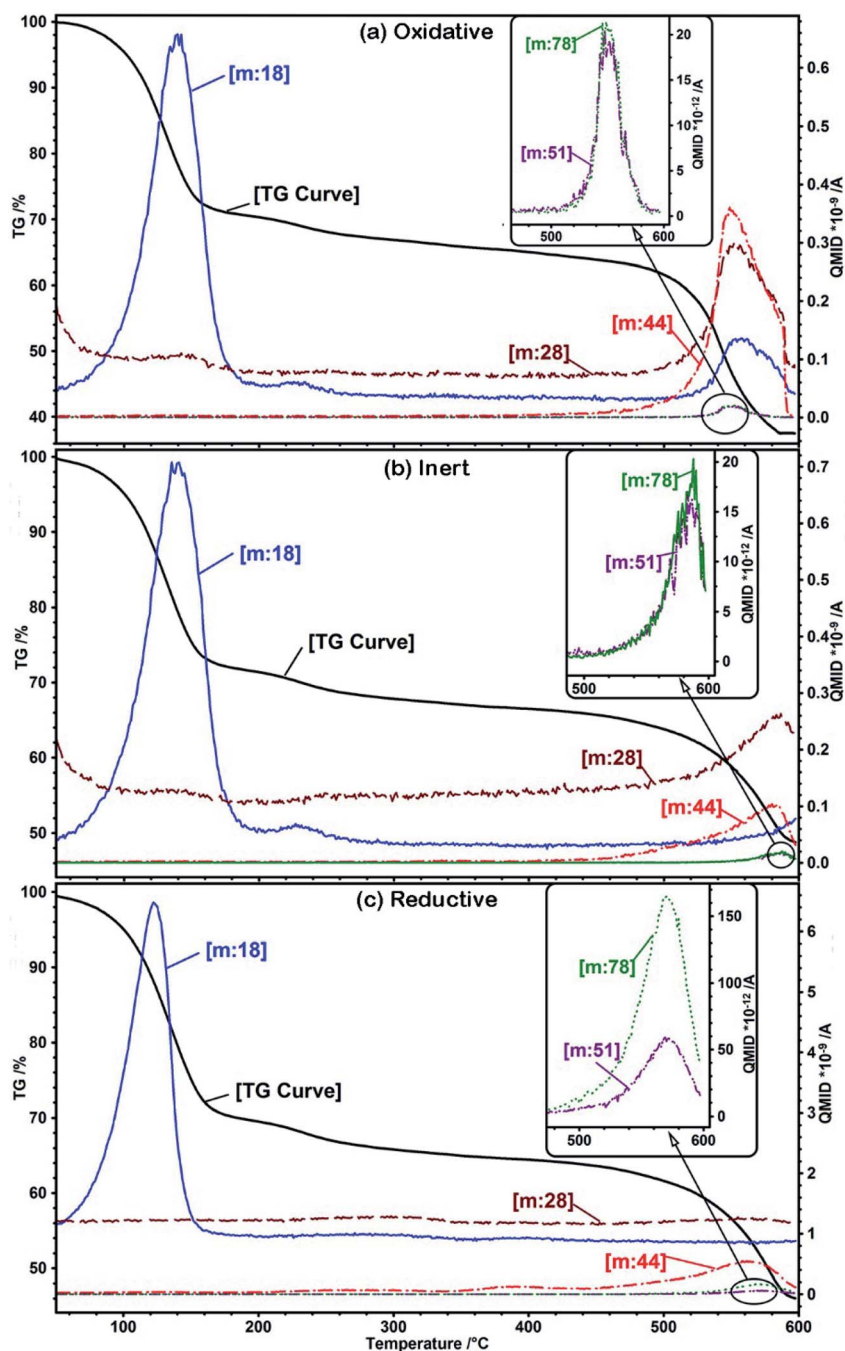 (a) Oxidative
[m:18]
[TG Curve]
[m:28]
[m:44]
[m:78]
[m:51]
20
15
10
5
0
QMID *10⁻¹² /A
500 600
100
90
80
70
60
50
40
TG /%
0.6
0.5
0.4
0.3
0.2
0.1
0.0
QMID *10⁻⁹ /A
(b) Inert
[m:18]
[TG Curve]
[m:28]
[m:44]
[m:78]
[m:51]
20
15
10
5
0
QMID *10⁻¹² /A
500 600
100
90
80
70
60
50
TG /%
0.7
0.6
0.5
0.4
0.3
0.2
0.1
0.0
QMID *10⁻⁹ /A
(c) Reductive
[m:18]
[TG Curve]
[m:28]
[m:44]
[m:78]
[m:51]
150
100
50
0
QMID *10⁻¹² /A
500 600
100
90
80
70
60
50
TG /%
6
5
4
3
2
1
0
QMID *10⁻⁹ /A
100 200 300 400 500 600
Temperature /°C